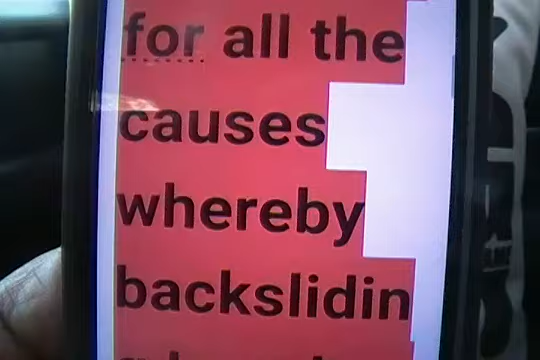 for all the
causes
whereby
backslidin